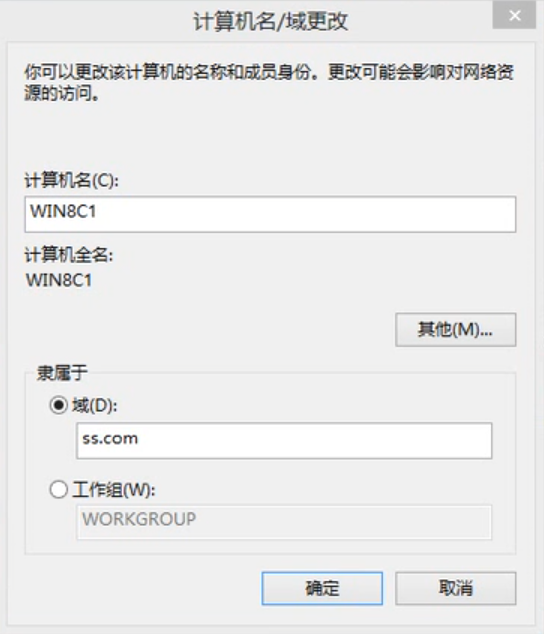 计算机名/域更改
你可以更改该计算机的名称和成员身份。更改可能会影响对网络资
源的访问。
计算机名(C):
WIN8C1
计算机全名:
WIN8C1
其他(M)...
隶属于
域(D):
ss.com
工作组(W):
WORKGROUP
确定
取消